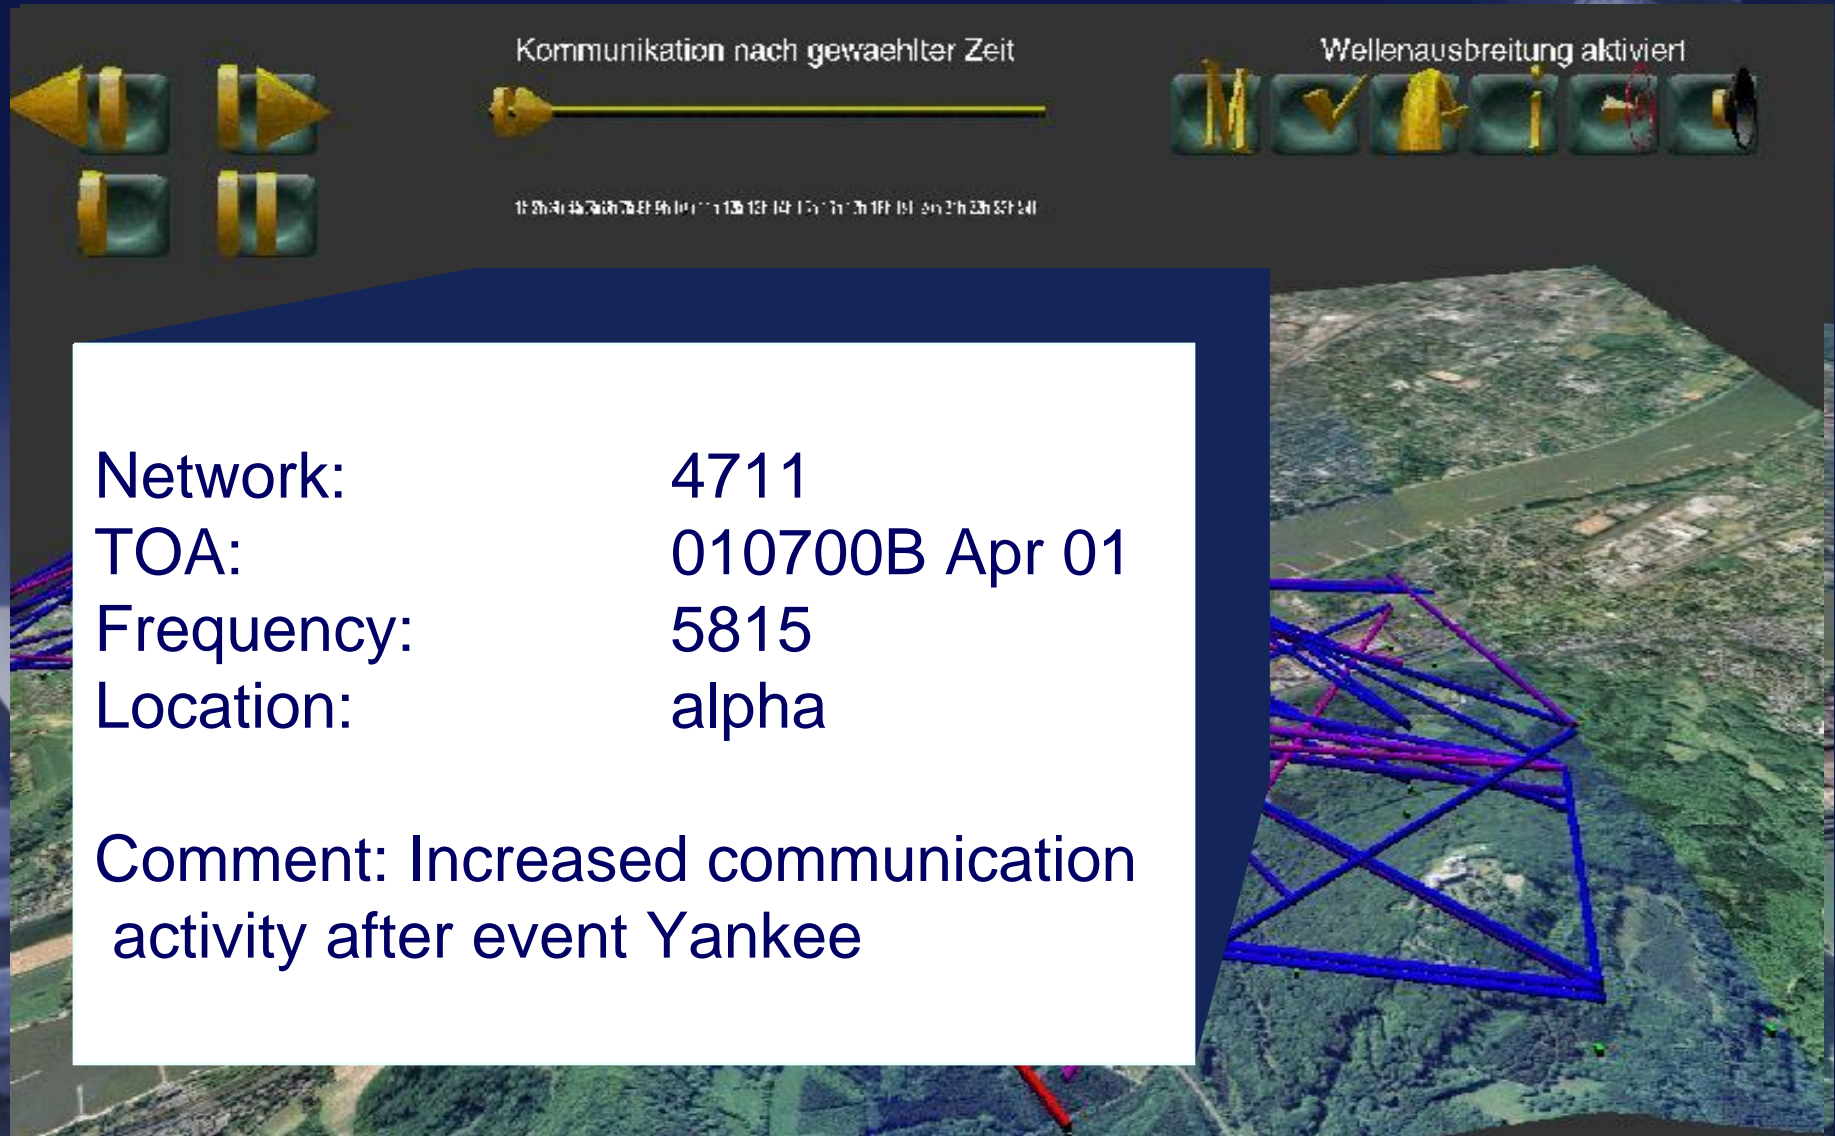 Kommunikation nach gewaehlter Zeit
Wellenausbreitung aktiviert
M i
Network: 4711
TOA: 010700B Apr 01
Frequency: 5815
Location: alpha
Comment: Increased communication
activity after event Yankee